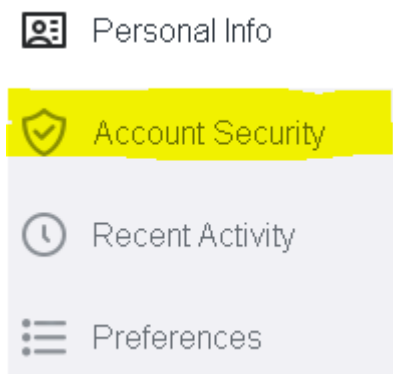 Personal Info
Account Security
Recent Activity
Preferences